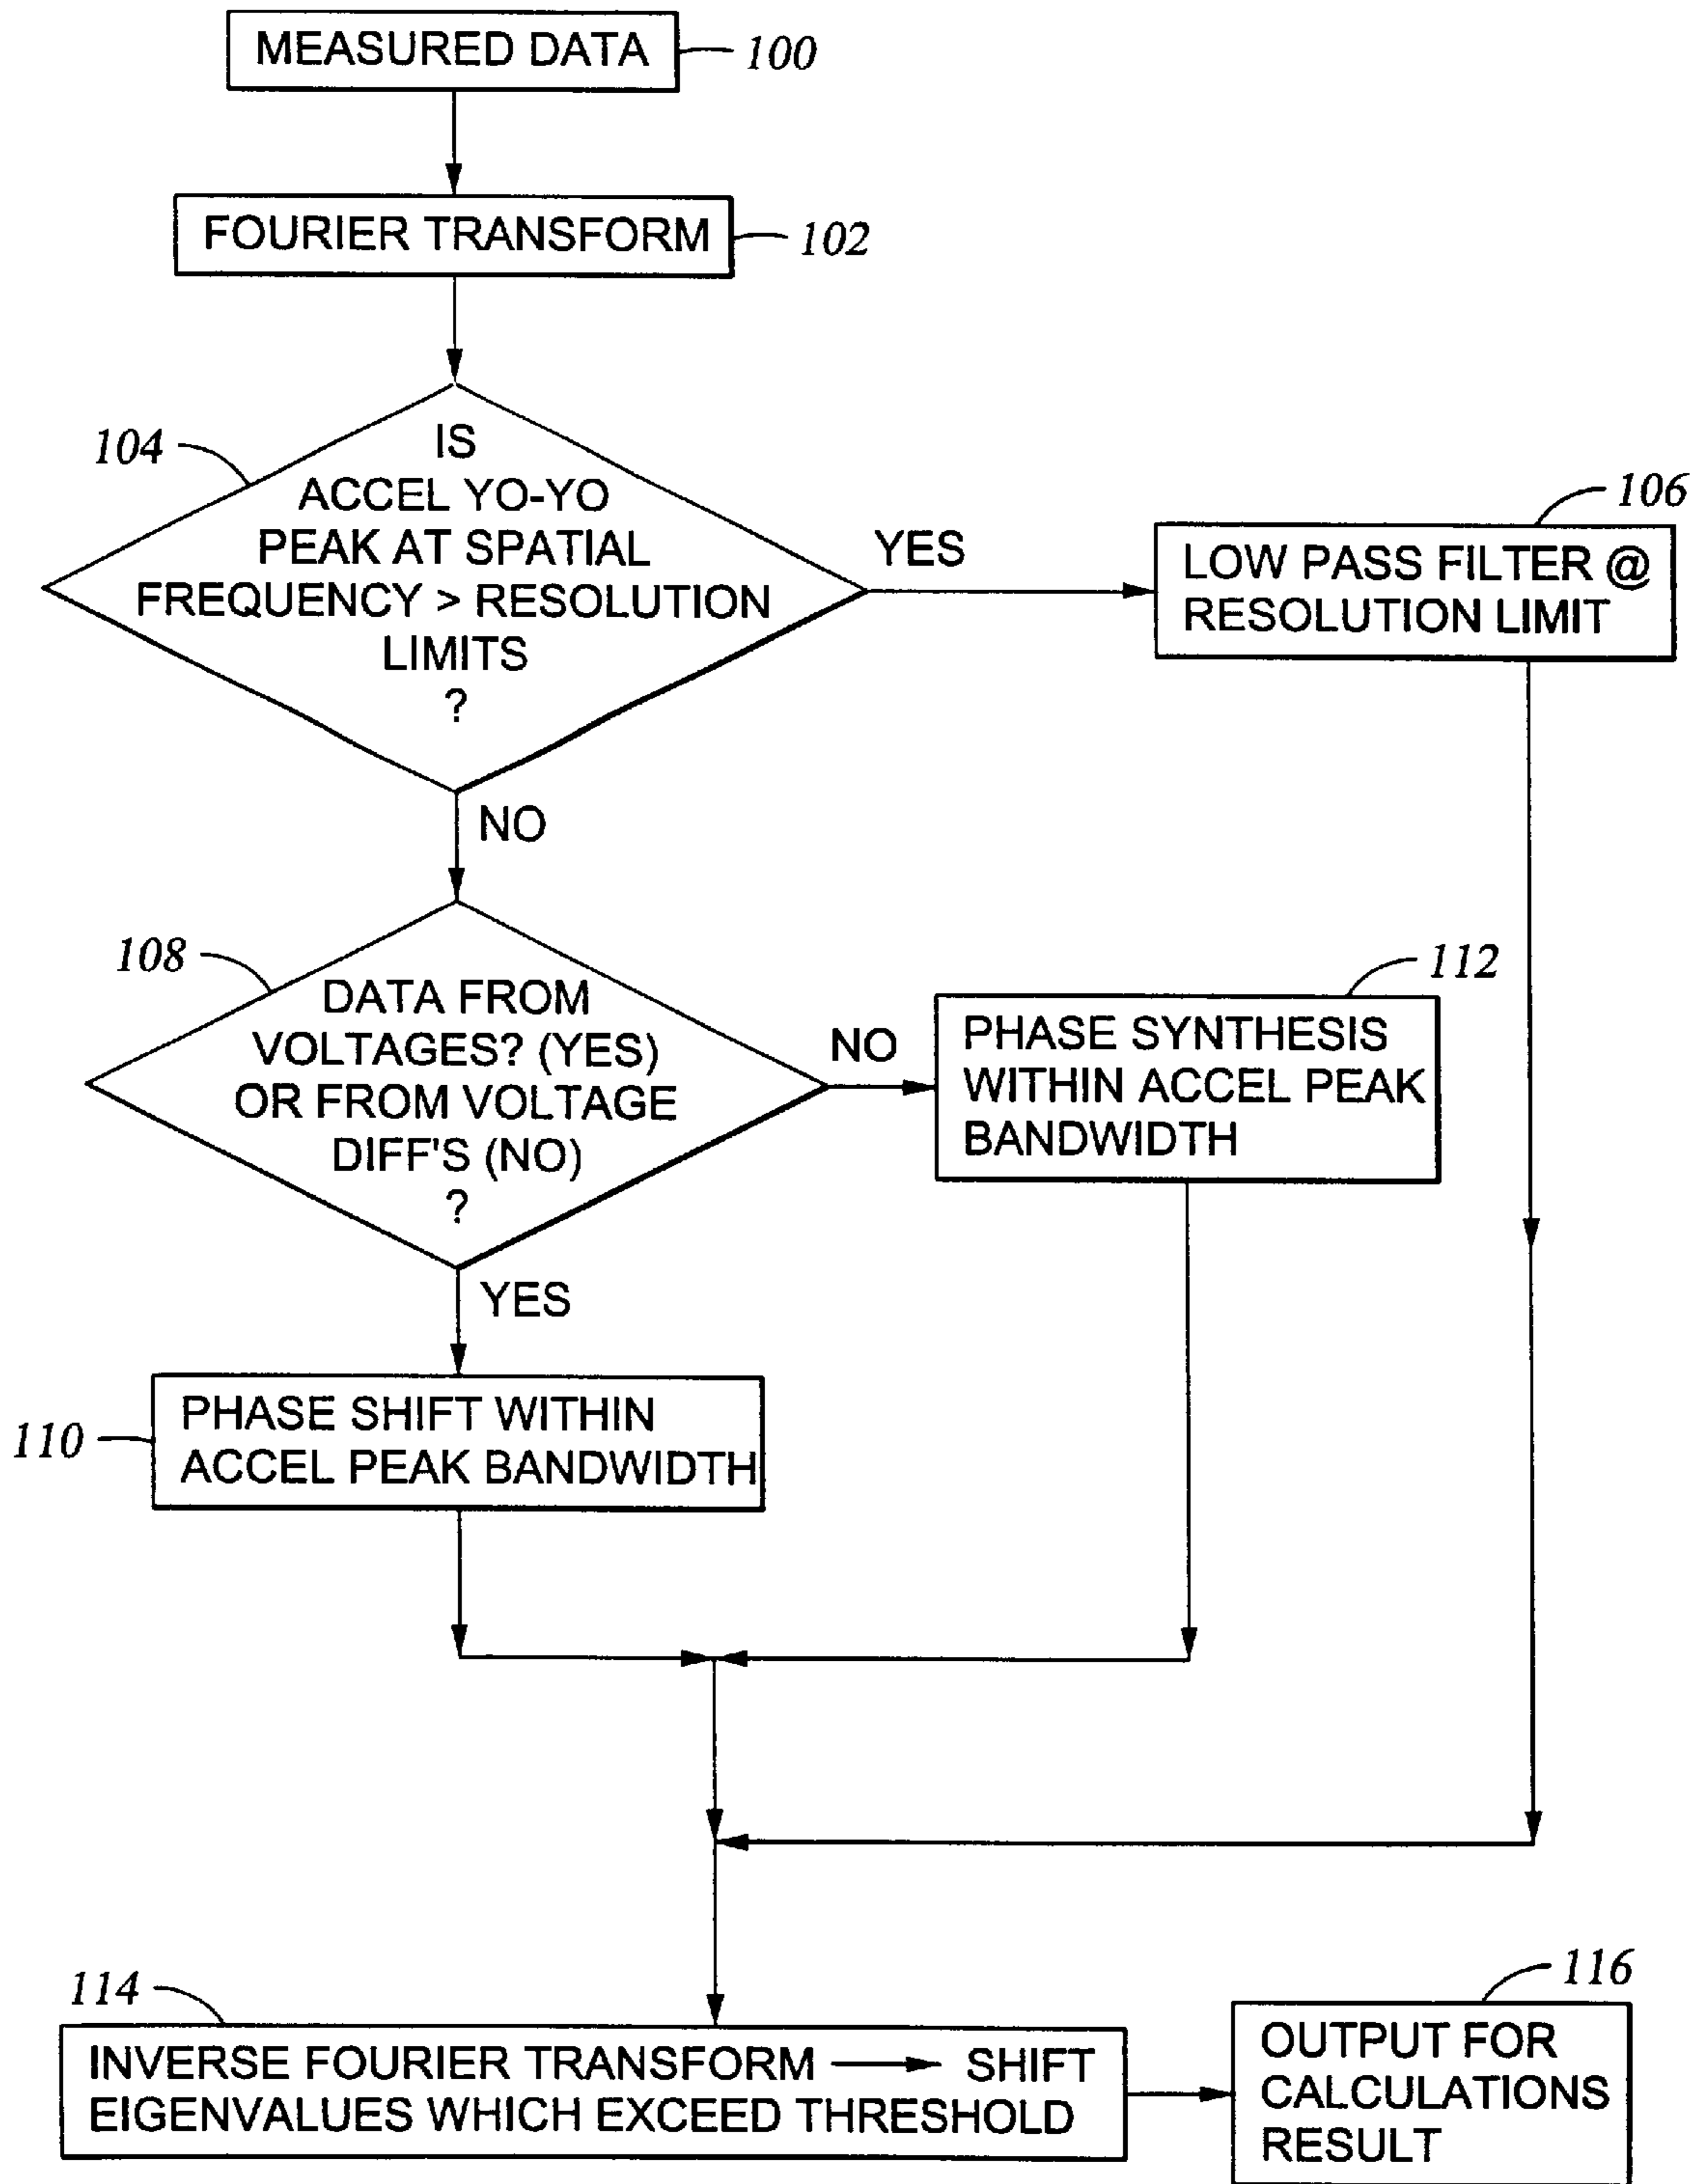 MEASURED DATA
100
FOURIER TRANSFORM
102
104
IS
ACCEL YO-YO
PEAK AT SPATIAL
FREQUENCY > RESOLUTION
LIMITS
?
YES
106
LOW PASS FILTER @
RESOLUTION LIMIT
NO
108
DATA FROM
VOLTAGES? (YES)
OR FROM VOLTAGE
DIFF'S (NO)
?
NO
112
PHASE SYNTHESIS
WITHIN ACCEL PEAK
BANDWIDTH
YES
110
PHASE SHIFT WITHIN
ACCEL PEAK BANDWIDTH
114
INVERSE FOURIER TRANSFORM → SHIFT
EIGENVALUES WHICH EXCEED THRESHOLD
116
OUTPUT FOR
CALCULATIONS
RESULT